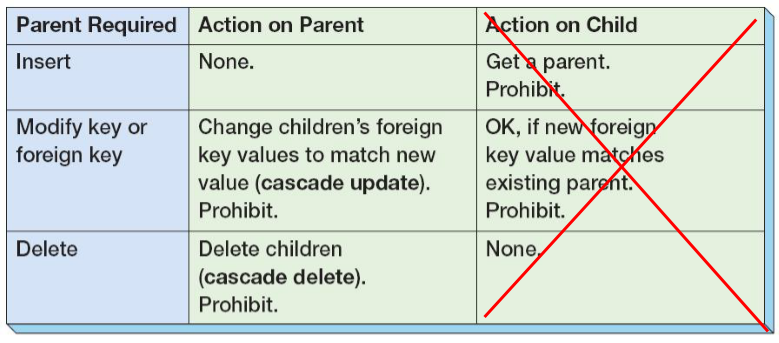 Parent Required Action on Parent Action on Child
Insert None. Get a parent.
Prohibit.
Modify key or Change children's foreign OK, if new foreign
foreign key key values to match new key value matches
value (cascade update). existing parent.
Prohibit. Prohibit.
Delete Delete children None.
(cascade delete).
Prohibit.